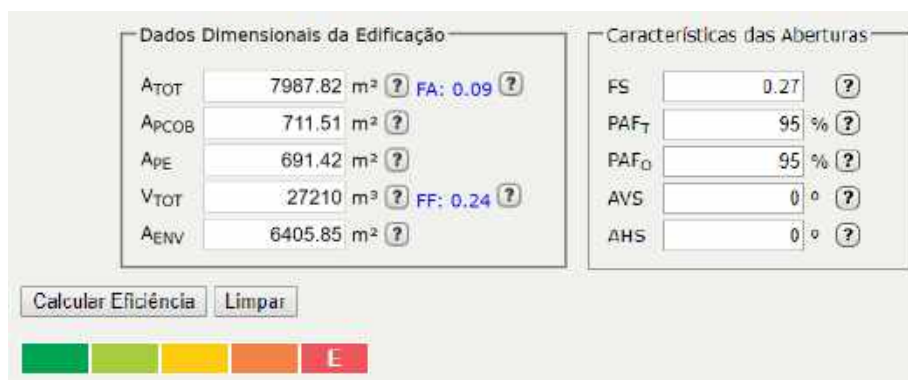 Dados Dimensionais da Edificação
ATOT 7987.82 m² ? FA: 0.09 ?
APCOB 711.51 m² ?
APE 691.42 m² ?
VTOT 27210 m³ ? FF: 0.24 ?
AENV 6405.85 m² ?
Características das Aberturas
FS 0.27 ?
PAFT 95 % ?
PAFO 95 % ?
AVS 0 º ?
AHS 0 º ?
Calcular Eficiência Limpar
E